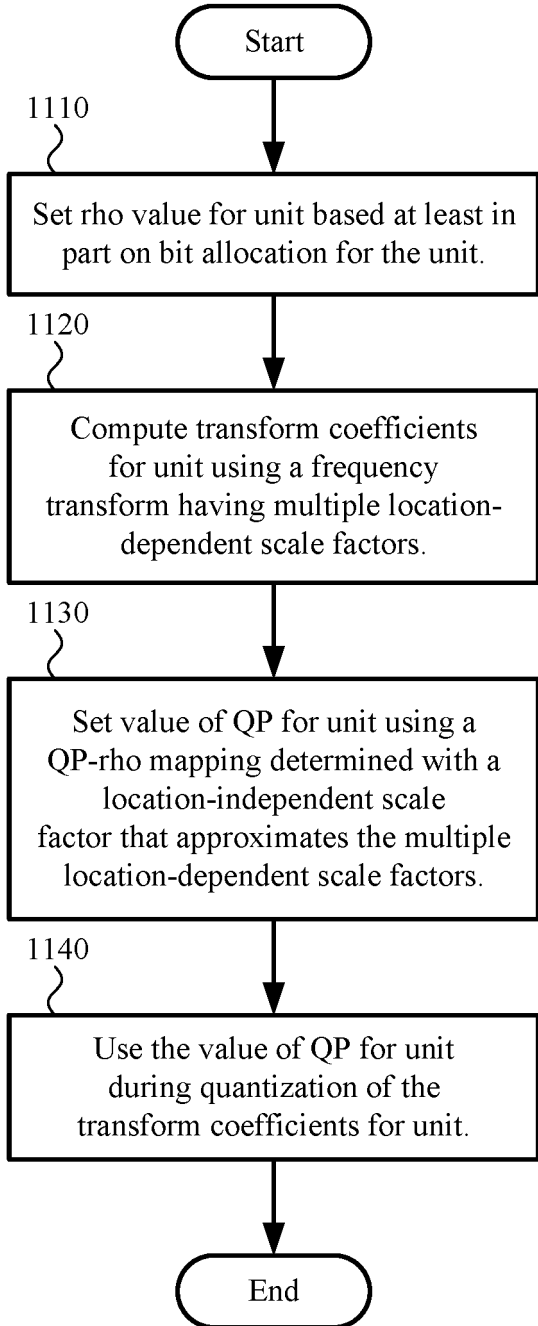 Start
1110
Set rho value for unit based at least in
part on bit allocation for the unit.
1120
Compute transform coefficients
for unit using a frequency
transform having multiple location-
dependent scale factors.
1130
Set value of QP for unit using a
QP-rho mapping determined with a
location-independent scale
factor that approximates the multiple
location-dependent scale factors.
1140
Use the value of QP for unit
during quantization of the
transform coefficients for unit.
End